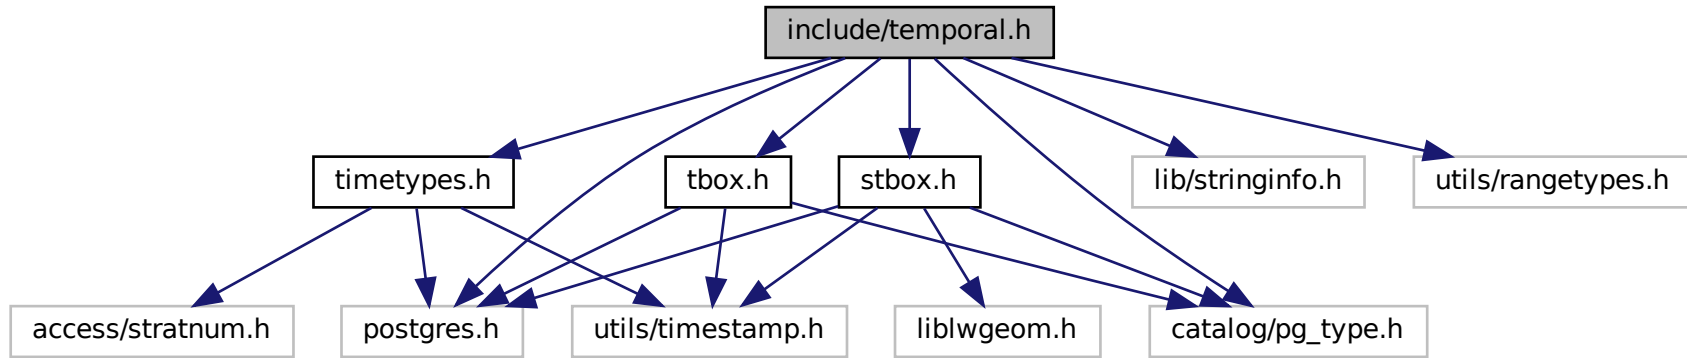 include/temporal.h
timetypes.h
tbox.h
stbox.h
lib/stringinfo.h
utils/rangetypes.h
access/stratnum.h
postgres.h
utils/timestamp.h
liblwgeom.h
catalog/pg_type.h